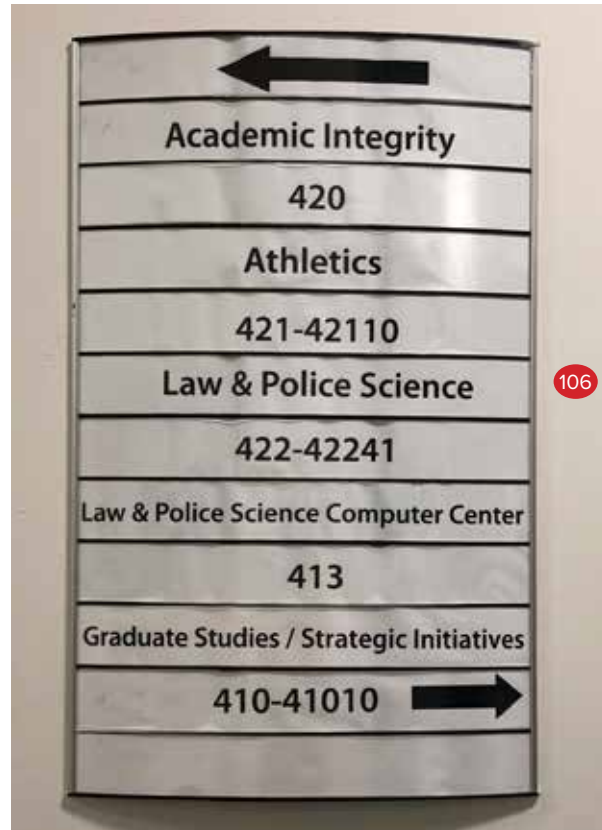 Academic Integrity
420
Athletics
421-42110
Law & Police Science
106
422-42241
Law & Police Science Computer Center
413
Graduate Studies / Strategic Initiatives
410-41010